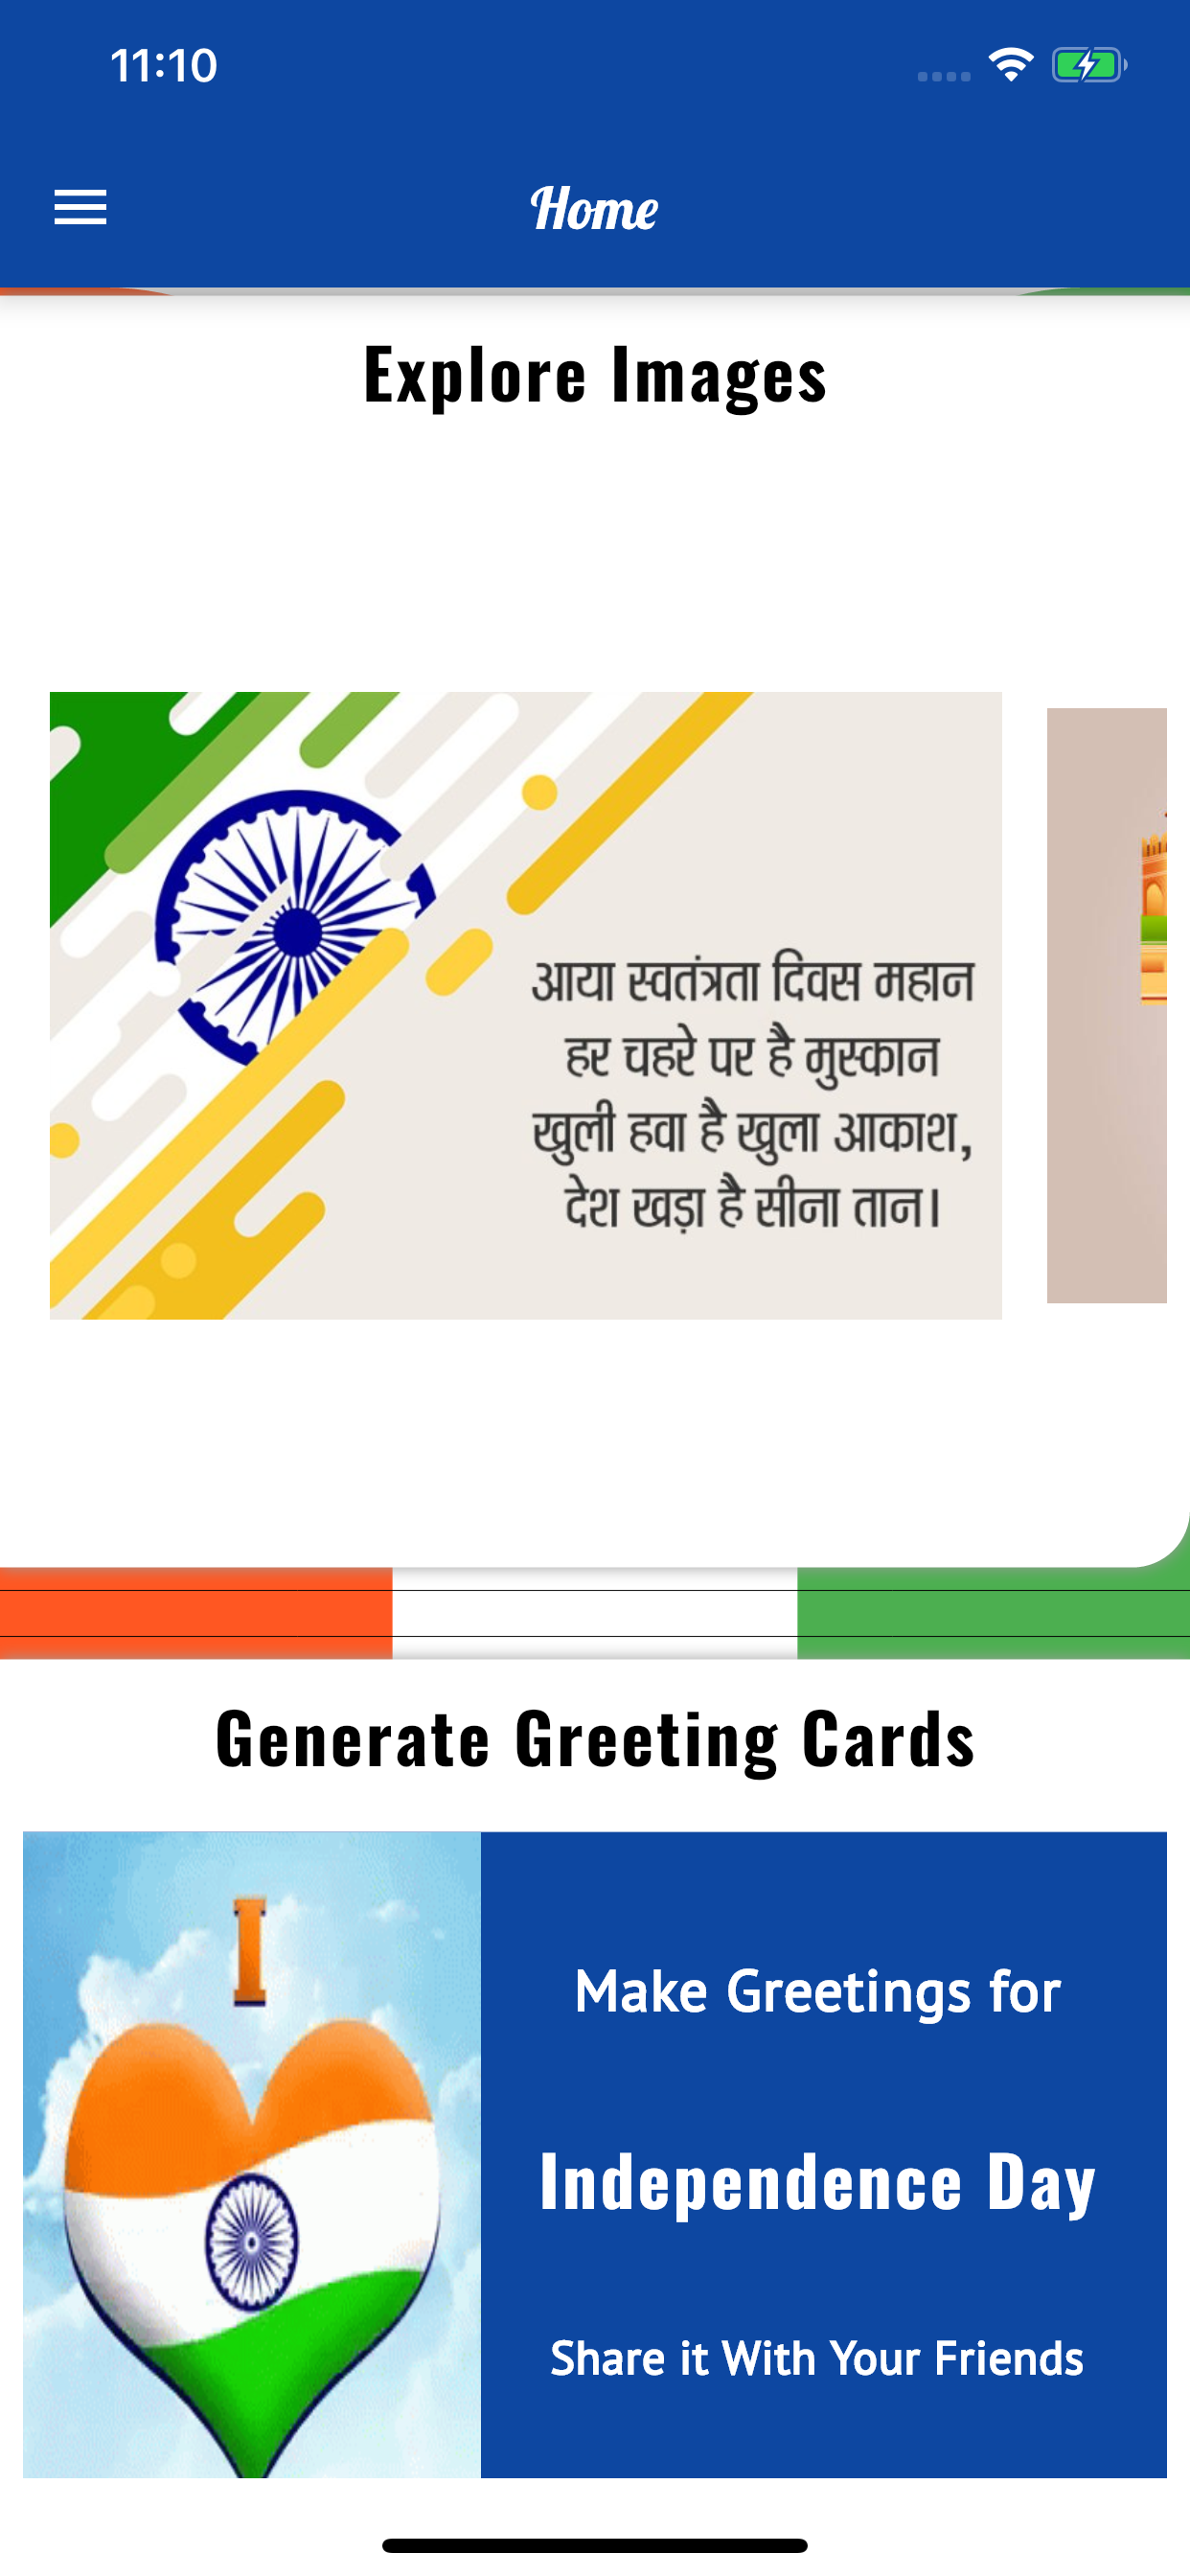 11:10
Home
Explore Images
आया स्वतंत्रता दिवस महान
हर चहरे पर है मुस्कान
खुली हवा है खुला आकाश,
देश खड़ा है सीना तान।
Generate Greeting Cards
I
Make Greetings for
Independence Day
Share it With Your Friends